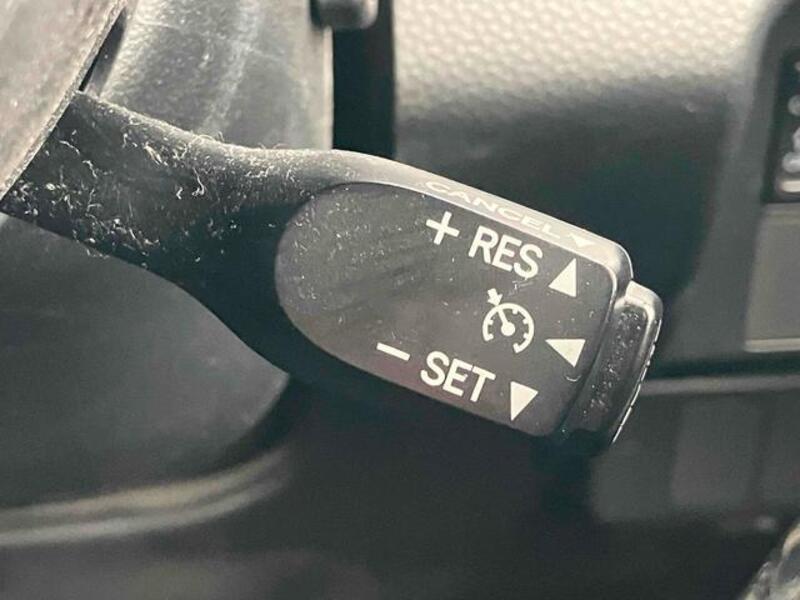 CANCEL ▼
+ RES ▲
◀
− SET ▼